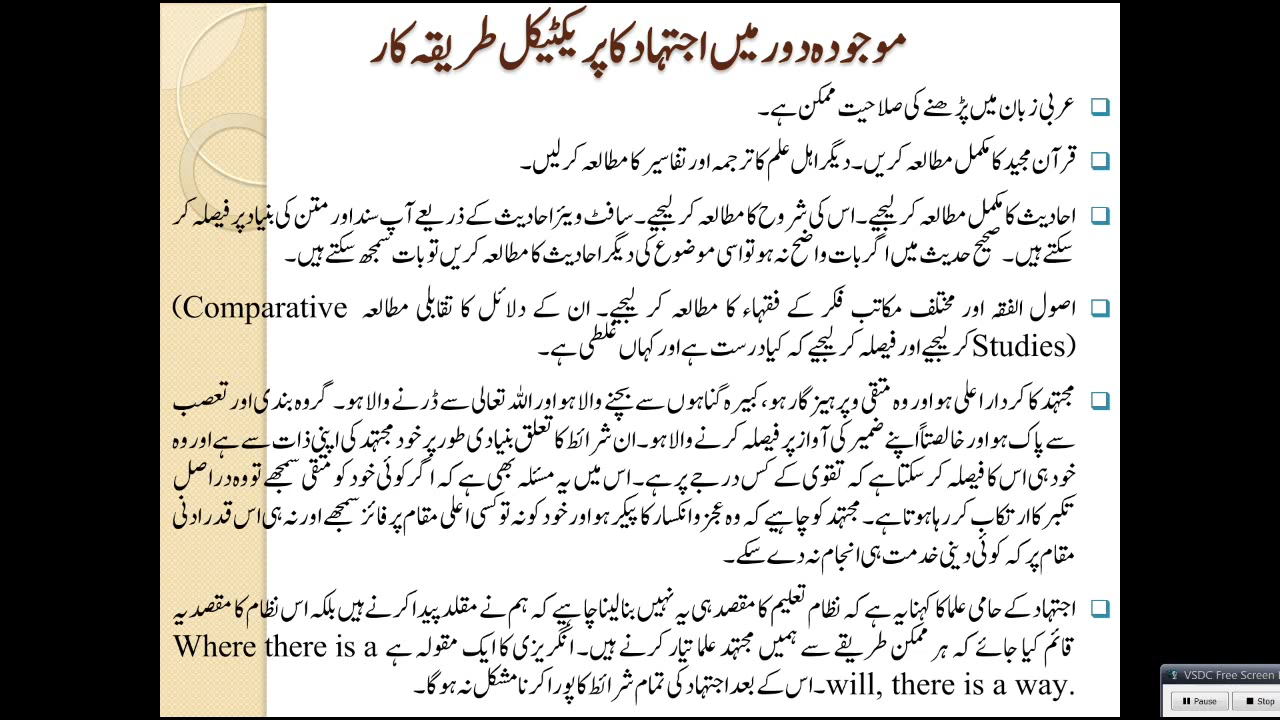 موجودہ دور میں اجتہاد کا پریکٹیکل طریقہ کار
عربی زبان میں پڑھنے کی صلاحیت ممکن ہے۔
قرآن مجید کا مکمل مطالعہ کریں۔ دیگر اہل علم کا ترجمہ اور تفاسیر کا مطالعہ کر لیں۔
احادیث کا مکمل مطالعہ کر لیجیے۔ اس کی شروح کا مطالعہ کر لیجیے۔ سافٹ ویئر احادیث کے ذریعے آپ سند اور متن کی بنیاد پر فیصلہ کر
سکتے ہیں۔ صحیح حدیث میں اگر بات واضح نہ ہو تو اسی موضوع کی دیگر احادیث کا مطالعہ کریں تو بات سمجھ سکتے ہیں۔
اصول الفقہ اور مختلف مکاتب فکر کے فقہاء کا مطالعہ کر لیجیے۔ ان کے دلائل کا تقابلی مطالعہ (Comparative
Studies) کر لیجیے اور فیصلہ کر لیجیے کہ کیا درست ہے اور کہاں غلطی ہے۔
مجتہد کا کردار اعلی ہو اور وہ متقی و پرہیز گار ہو، کبیرہ گناہوں سے بچنے والا ہو اور اللہ تعالی سے ڈرنے والا ہو۔ گروہ بندی اور تعصب
سے پاک ہو اور خالصتاً اپنے ضمیر کی آواز پر فیصلہ کرنے والا ہو۔ ان شرائط کا تعلق بنیادی طور پر خود مجتہد کی اپنی ذات سے ہے اور وہ
خود ہی اس کا فیصلہ کر سکتا ہے کہ تقوی کے کس درجے پر ہے۔ اس میں یہ مسئلہ بھی ہے کہ اگر کوئی خود کو متقی سمجھے تو وہ در اصل
تکبر کا ارتکاب کر رہا ہوتا ہے۔ مجتہد کو چاہیے کہ وہ عجز و انکسار کا پیکر ہو اور خود کو نہ تو کسی اعلی مقام پر فائز سمجھے اور نہ ہی اس قدر ادنی
مقام پر کہ کوئی دینی خدمت ہی انجام نہ دے سکے۔
اجتہاد کے حامی علما کا کہنا یہ ہے کہ نظام تعلیم کا مقصد ہی یہ نہیں بنا لینا چاہیے کہ ہم نے مقلد پیدا کرنے ہیں بلکہ اس نظام کا مقصد یہ
قائم کیا جائے کہ ہر ممکن طریقے سے ہمیں مجتہد علما تیار کرنے ہیں۔ انگریزی کا ایک مقولہ ہے Where there is a
will, there is a way.۔ اس کے بعد اجتہاد کی تمام شرائط کا پورا کرنا مشکل نہ ہو گا۔
VSDC Free Screen
Pause Stop